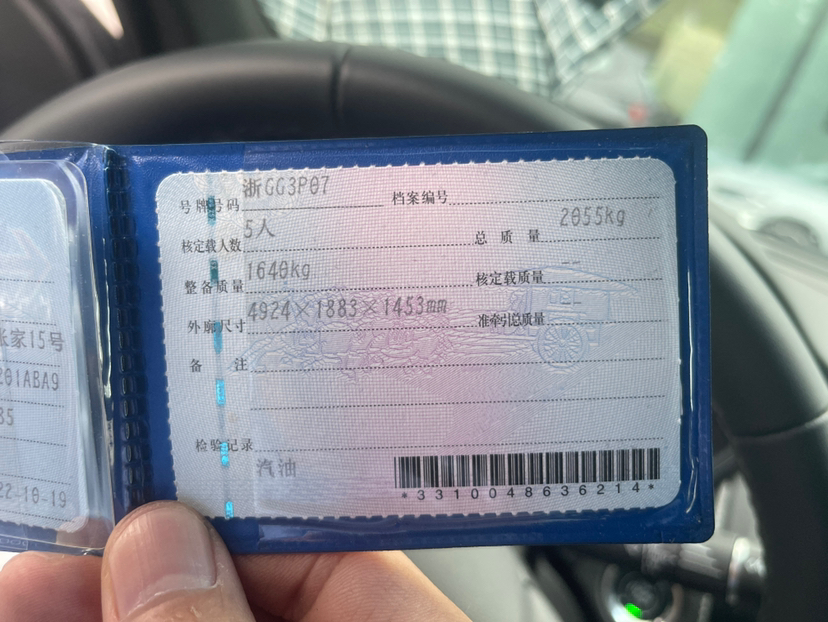 浙GG3P07
号牌号码 档案编号
5人 2055kg
核定载人数 总质量
1640kg --
整备质量 核定载质量
4924×1883×1453mm
外廓尺寸 准牵引总质量
备注
检验记录
汽油
*3310048636214*
张家15号
201ABA9
35
22-10-19